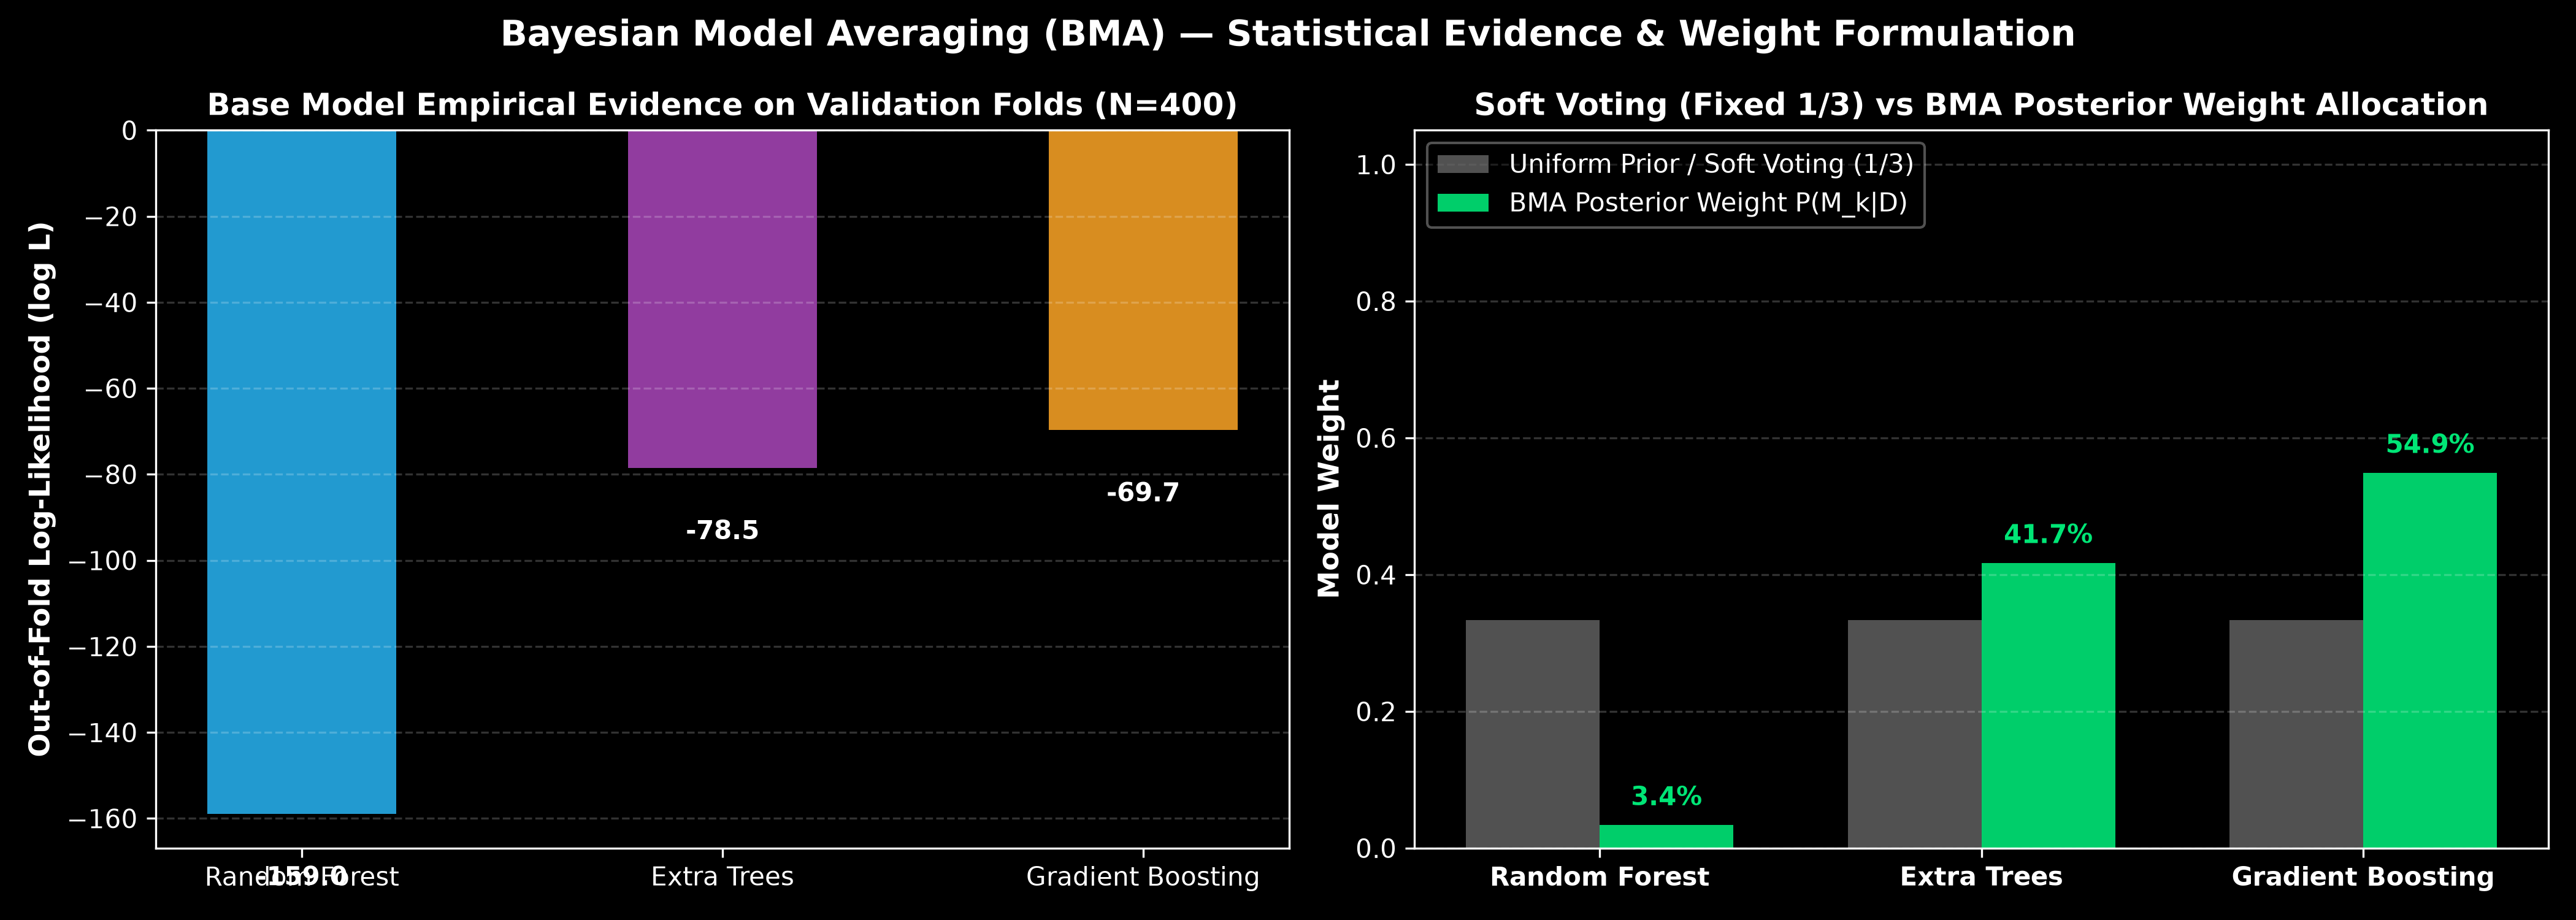 Bayesian Model Averaging (BMA) — Statistical Evidence & Weight Formulation
Base Model Empirical Evidence on Validation Folds (N=400)
Out-of-Fold Log-Likelihood (log L)
0
−20
−40
−60
−80
−100
−120
−140
−160
-78.5
-69.7
-159.0
Random Forest
Extra Trees
Gradient Boosting
Soft Voting (Fixed 1/3) vs BMA Posterior Weight Allocation
Uniform Prior / Soft Voting (1/3)
BMA Posterior Weight P(M_k|D)
Model Weight
1.0
0.8
0.6
0.4
0.2
0.0
3.4%
41.7%
54.9%
Random Forest
Extra Trees
Gradient Boosting